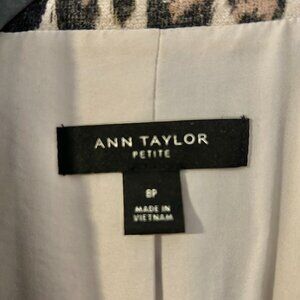 ANN TAYLOR
PETITE
8P
MADE IN
VIETNAM